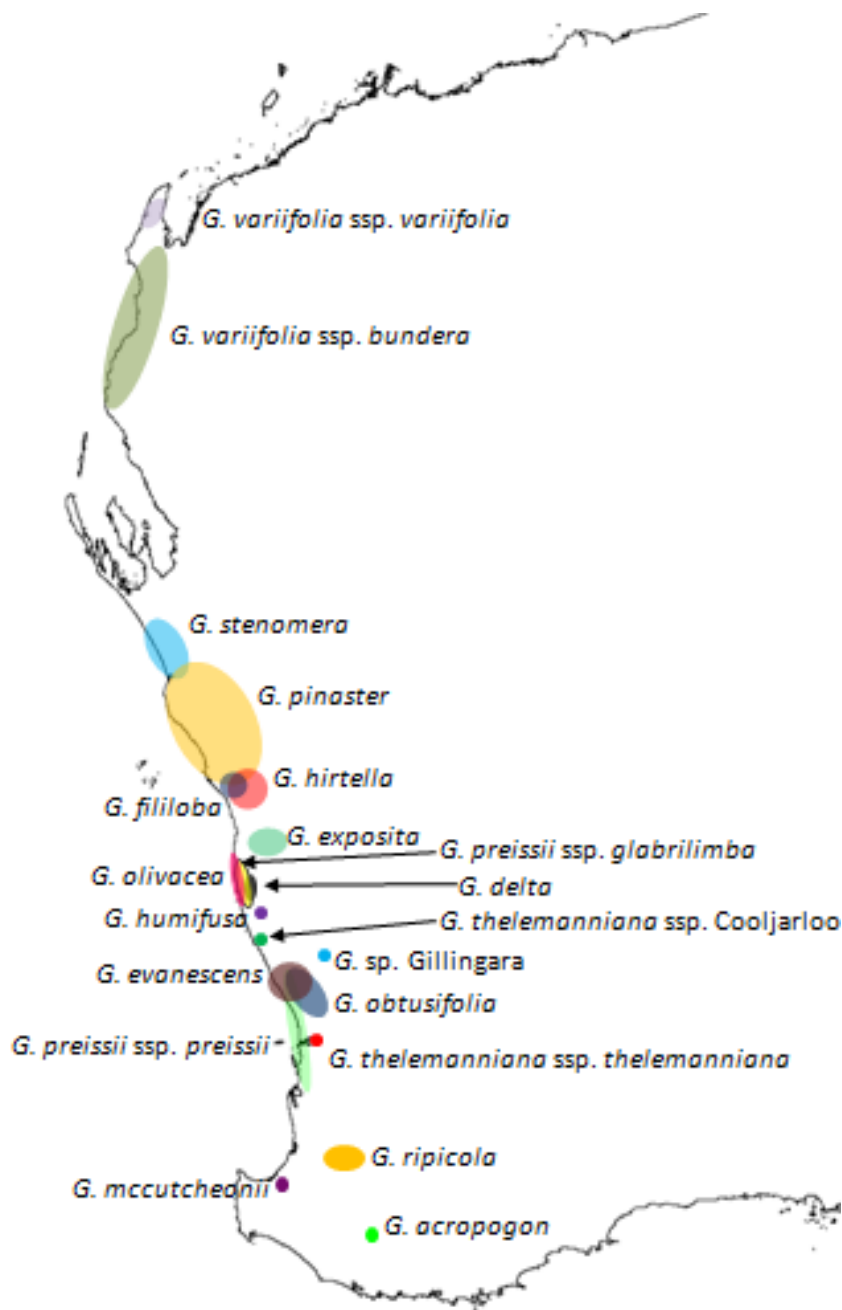 G. variifolia ssp. variifolia
G. variifolia ssp. bundera
G. stenomera
G. pinaster
G. hirtella
G. fililoba
G. exposita
G. preissii ssp. glabrilimba
G. olivacea
G. delta
G. humifusa
G. thelemanniana ssp. Cooljarloo
G. sp. Gillingara
G. evanescens
G. obtusifolia
G. preissii ssp. preissii
G. thelemanniana ssp. thelemanniana
G. ripicola
G. mccutcheonii
G. acropogon